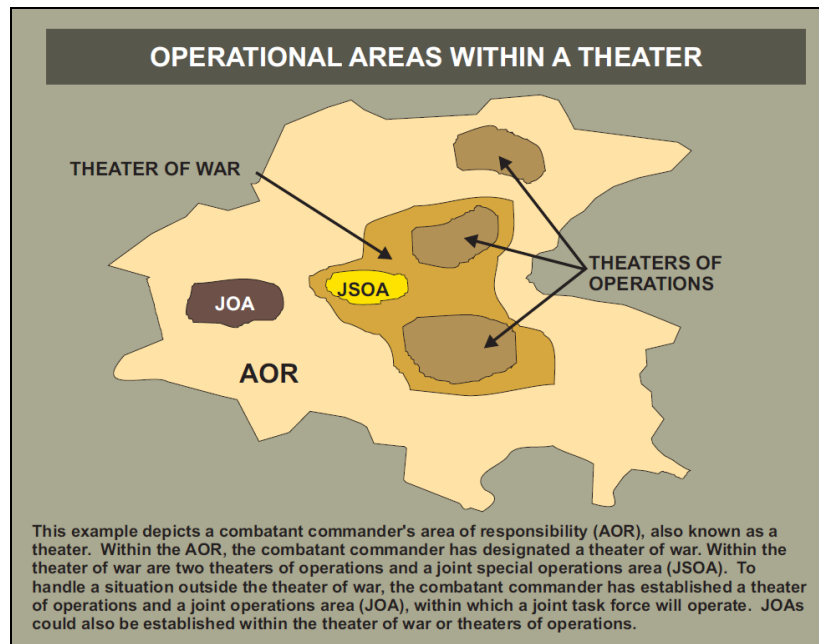 OPERATIONAL AREAS WITHIN A THEATER
THEATER OF WAR
THEATERS OF
OPERATIONS
JSOA
JOA
AOR
This example depicts a combatant commander's area of responsibility (AOR), also known as a
theater. Within the AOR, the combatant commander has designated a theater of war. Within the
theater of war are two theaters of operations and a joint special operations area (JSOA). To
handle a situation outside the theater of war, the combatant commander has established a theater
of operations and a joint operations area (JOA), within which a joint task force will operate. JOAs
could also be established within the theater of war or theaters of operations.